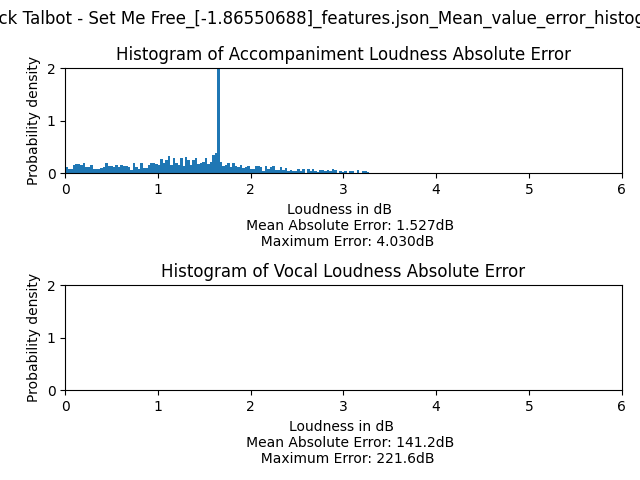 ck Talbot - Set Me Free_[-1.86550688]_features.json_Mean_value_error_histog
Histogram of Accompaniment Loudness Absolute Error
Probability density
2
1
0
0 1 2 3 4 5 6
Loudness in dB
Mean Absolute Error: 1.527dB
Maximum Error: 4.030dB
Histogram of Vocal Loudness Absolute Error
Probability density
2
1
0
0 1 2 3 4 5 6
Loudness in dB
Mean Absolute Error: 141.2dB
Maximum Error: 221.6dB